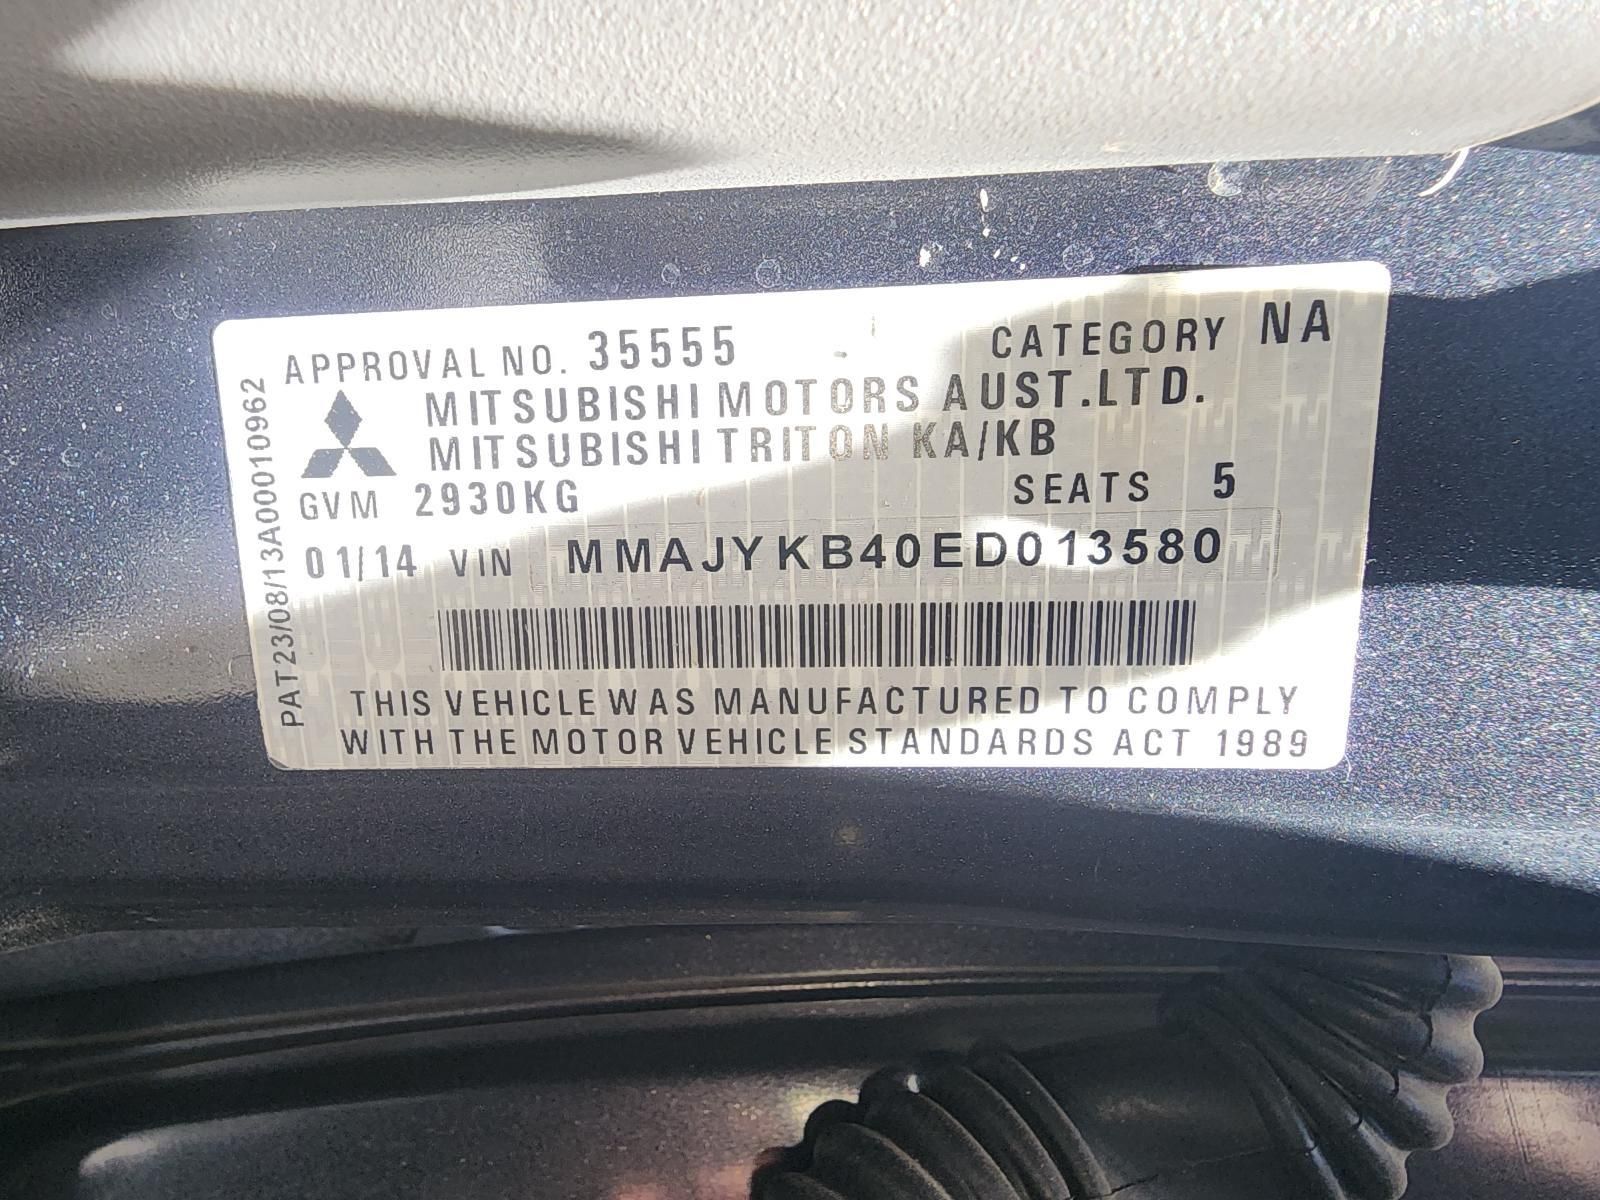 APPROVAL NO. 35555 CATEGORY NA
MITSUBISHI MOTORS AUST.LTD.
MITSUBISHI TRITON KA/KB
GVM 2930KG SEATS 5
01/14 VIN MMAJYKB40ED013580
THIS VEHICLE WAS MANUFACTURED TO COMPLY
WITH THE MOTOR VEHICLE STANDARDS ACT 1989
PAT23/08/13A00010962